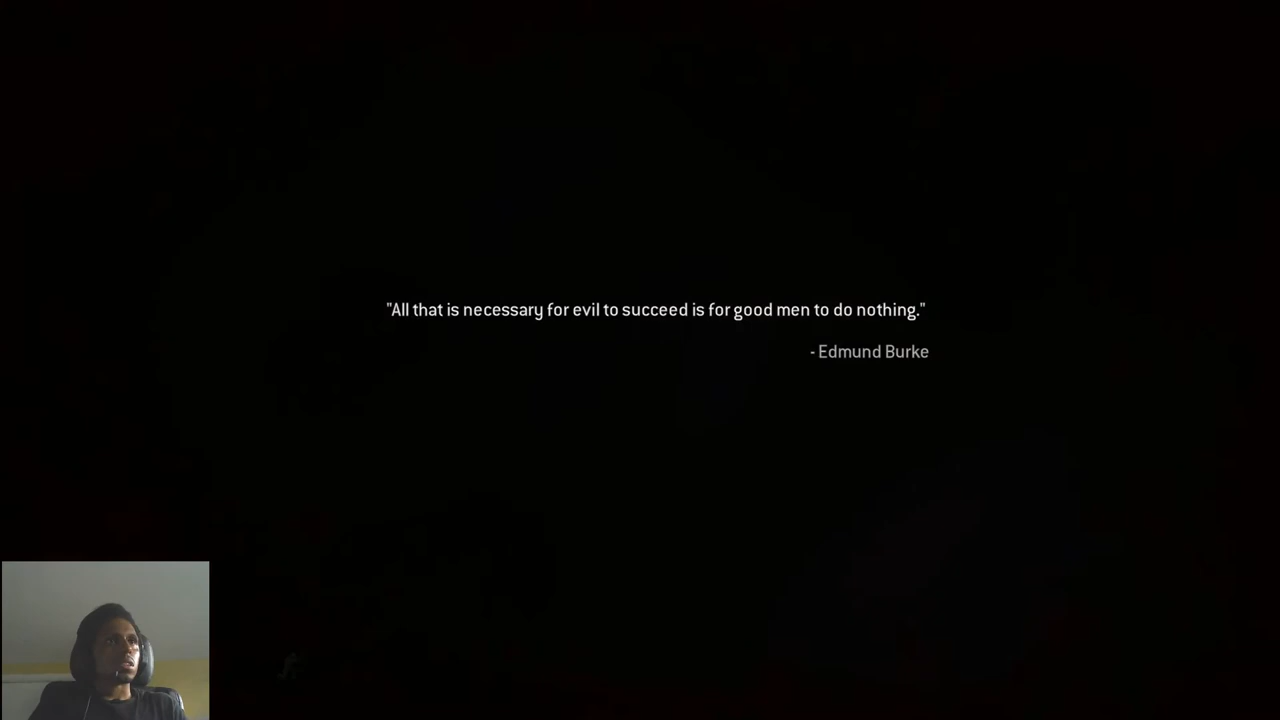 "All that is necessary for evil to succeed is for good men to do nothing."
- Edmund Burke